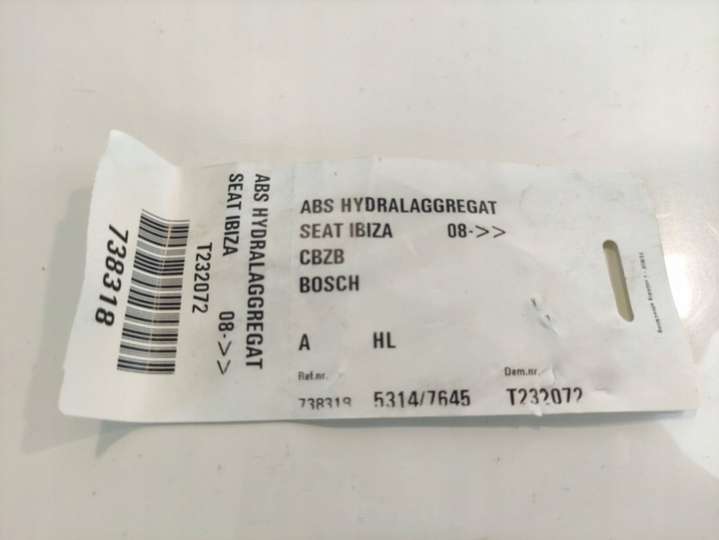 ABS HYDRALAGGREGAT
SEAT IBIZA 08->>
T232072
738318
ABS HYDRALAGGREGAT
SEAT IBIZA 08->>
CBZB
BOSCH
A HL
Ref.nr. Dem.nr.
738318 5314/7645 T232072